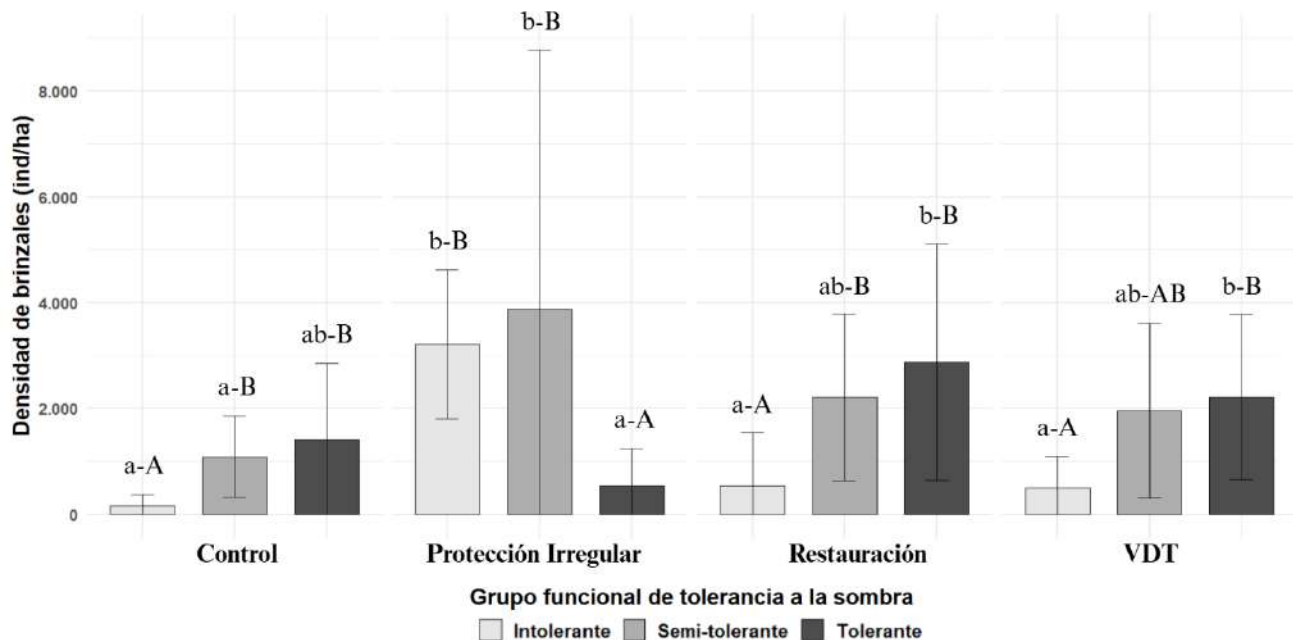 Densidad de brinzales (ind/ha)
8.000
6.000
4.000
2.000
0
a-A
a-B
ab-B
b-B
b-B
a-A
a-A
ab-B
b-B
a-A
ab-AB
b-B
Control
Protección Irregular
Restauración
VDT
Grupo funcional de tolerancia a la sombra
Intolerante Semi-tolerante Tolerante